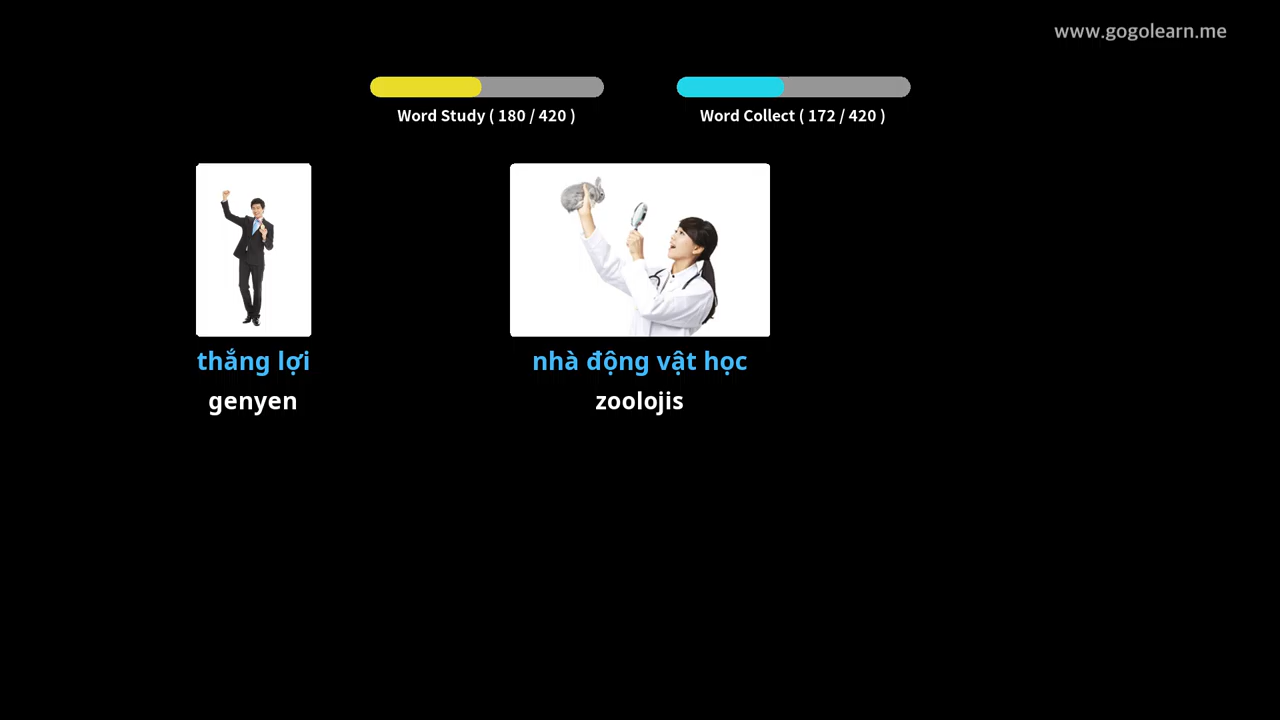 www.gogolearn.me
Word Study ( 180 / 420 )
Word Collect ( 172 / 420 )
thắng lợi
genyen
nhà động vật học
zoolojis